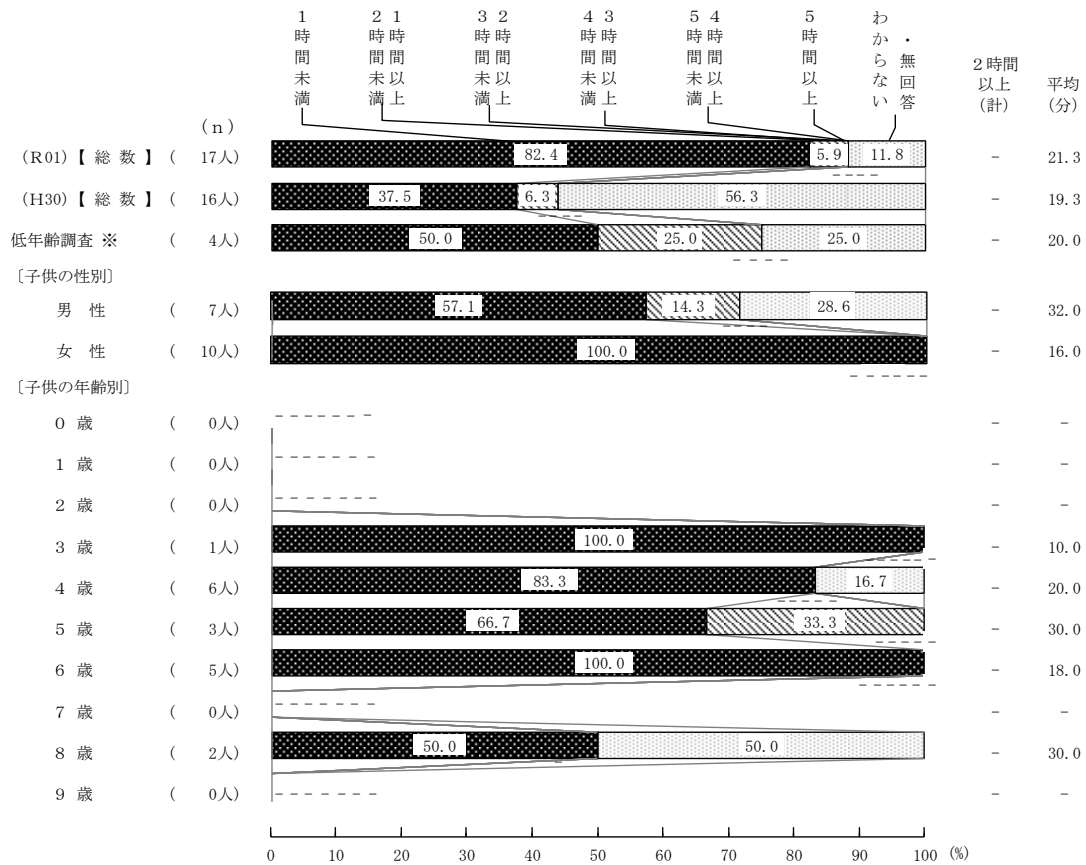 1時間未満
1時間以上
2時間未満
2時間以上
3時間未満
3時間以上
4時間未満
4時間以上
5時間未満
5時間以上
わからない
・無回答
2時間
以上
(計)
平均
(分)
(n)
(R01)【 総 数 】 ( 17人) 82.4 5.9 11.8 - 21.3
(H30)【 総 数 】 ( 16人) 37.5 6.3 56.3 - 19.3
低年齢調査 ※ ( 4人) 50.0 25.0 25.0 - 20.0
〔子供の性別〕
男 性 ( 7人) 57.1 14.3 28.6 - 32.0
女 性 ( 10人) 100.0 - 16.0
〔子供の年齢別〕
0 歳 ( 0人) - - - - - - - - -
1 歳 ( 0人) - - - - - - - - -
2 歳 ( 0人) - - - - - - - - -
3 歳 ( 1人) 100.0 - 10.0
4 歳 ( 6人) 83.3 16.7 - 20.0
5 歳 ( 3人) 66.7 33.3 - 30.0
6 歳 ( 5人) 100.0 - 18.0
7 歳 ( 0人) - - - - - - - - -
8 歳 ( 2人) 50.0 50.0 - 30.0
9 歳 ( 0人) - - - - - - - - -
0 10 20 30 40 50 60 70 80 90 100 (%)